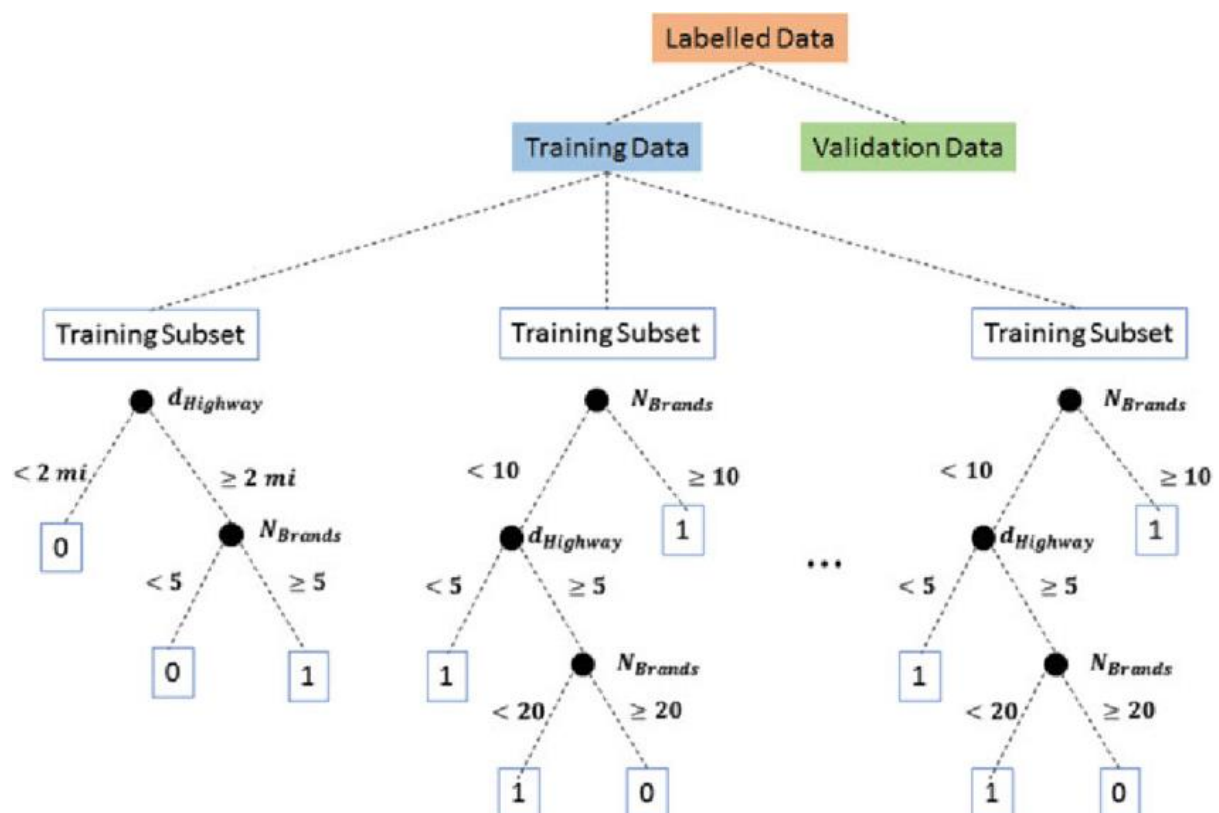 Labelled Data
Training Data
Validation Data
Training Subset
Training Subset
Training Subset
d_Highway
N_Brands
N_Brands
< 2 mi
≥ 2 mi
< 10
≥ 10
< 10
≥ 10
0
N_Brands
d_Highway
1
...
d_Highway
1
< 5
≥ 5
< 5
≥ 5
< 5
≥ 5
0
1
1
N_Brands
1
N_Brands
< 20
≥ 20
< 20
≥ 20
1
0
1
0